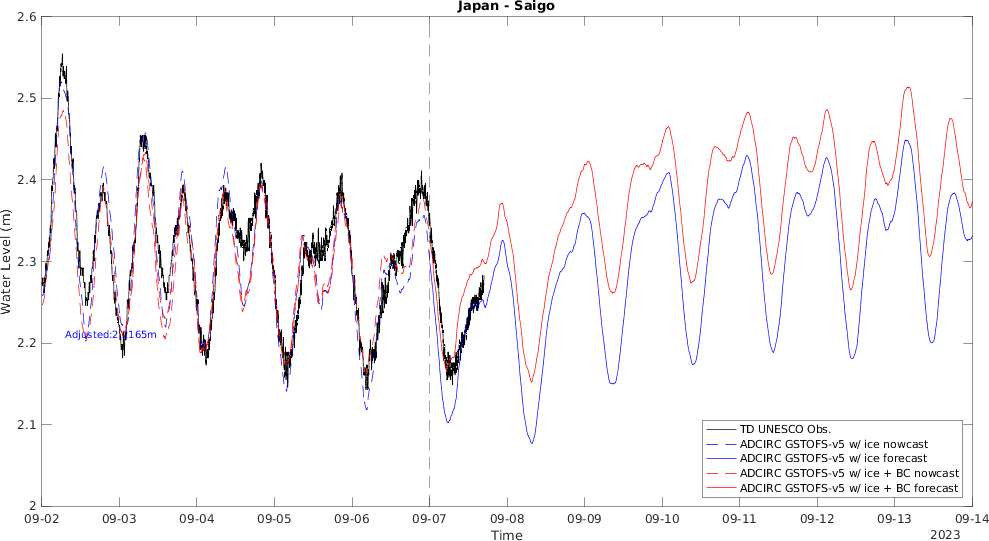 Japan - Saigo
Water Level (m)
2.6
2.5
2.4
2.3
2.2
2.1
2
09-02
09-03
09-04
09-05
09-06
09-07
09-08
09-09
09-10
09-11
09-12
09-13
09-14
Time
2023
TD UNESCO Obs.
ADCIRC GSTOFS-v5 w/ ice nowcast
ADCIRC GSTOFS-v5 w/ ice forecast
ADCIRC GSTOFS-v5 w/ ice + BC nowcast
ADCIRC GSTOFS-v5 w/ ice + BC forecast